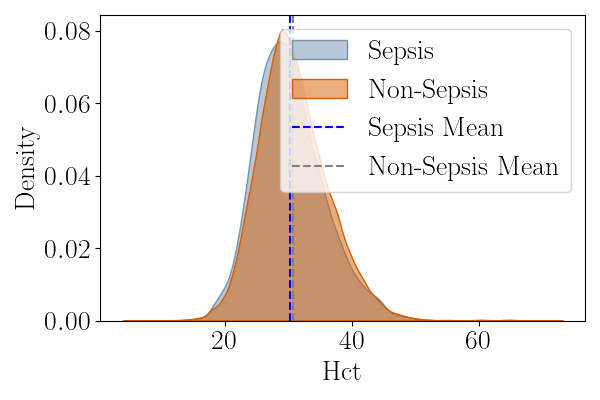 0.08
0.06
0.04
0.02
0.00
Density
Sepsis
Non-Sepsis
Sepsis Mean
Non-Sepsis Mean
20 40 60
Hct